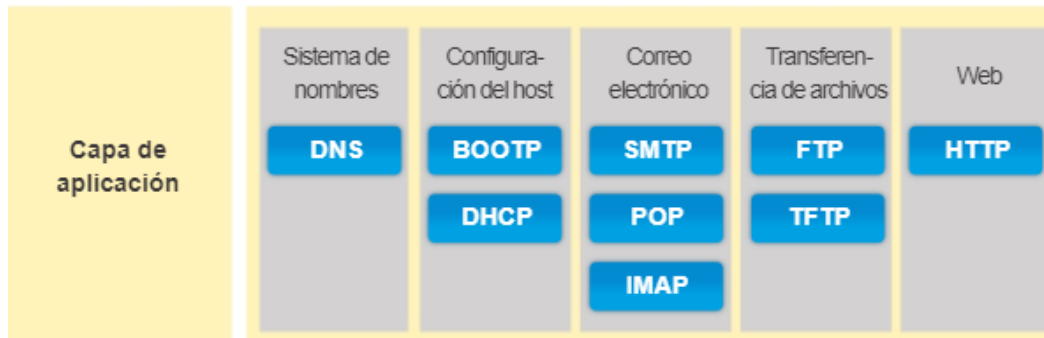 Capa de
aplicación
Sistema de
nombres
DNS
Configura-
ción del host
BOOTP
DHCP
Correo
electrónico
SMTP
POP
IMAP
Transferen-
cia de archivos
FTP
TFTP
Web
HTTP